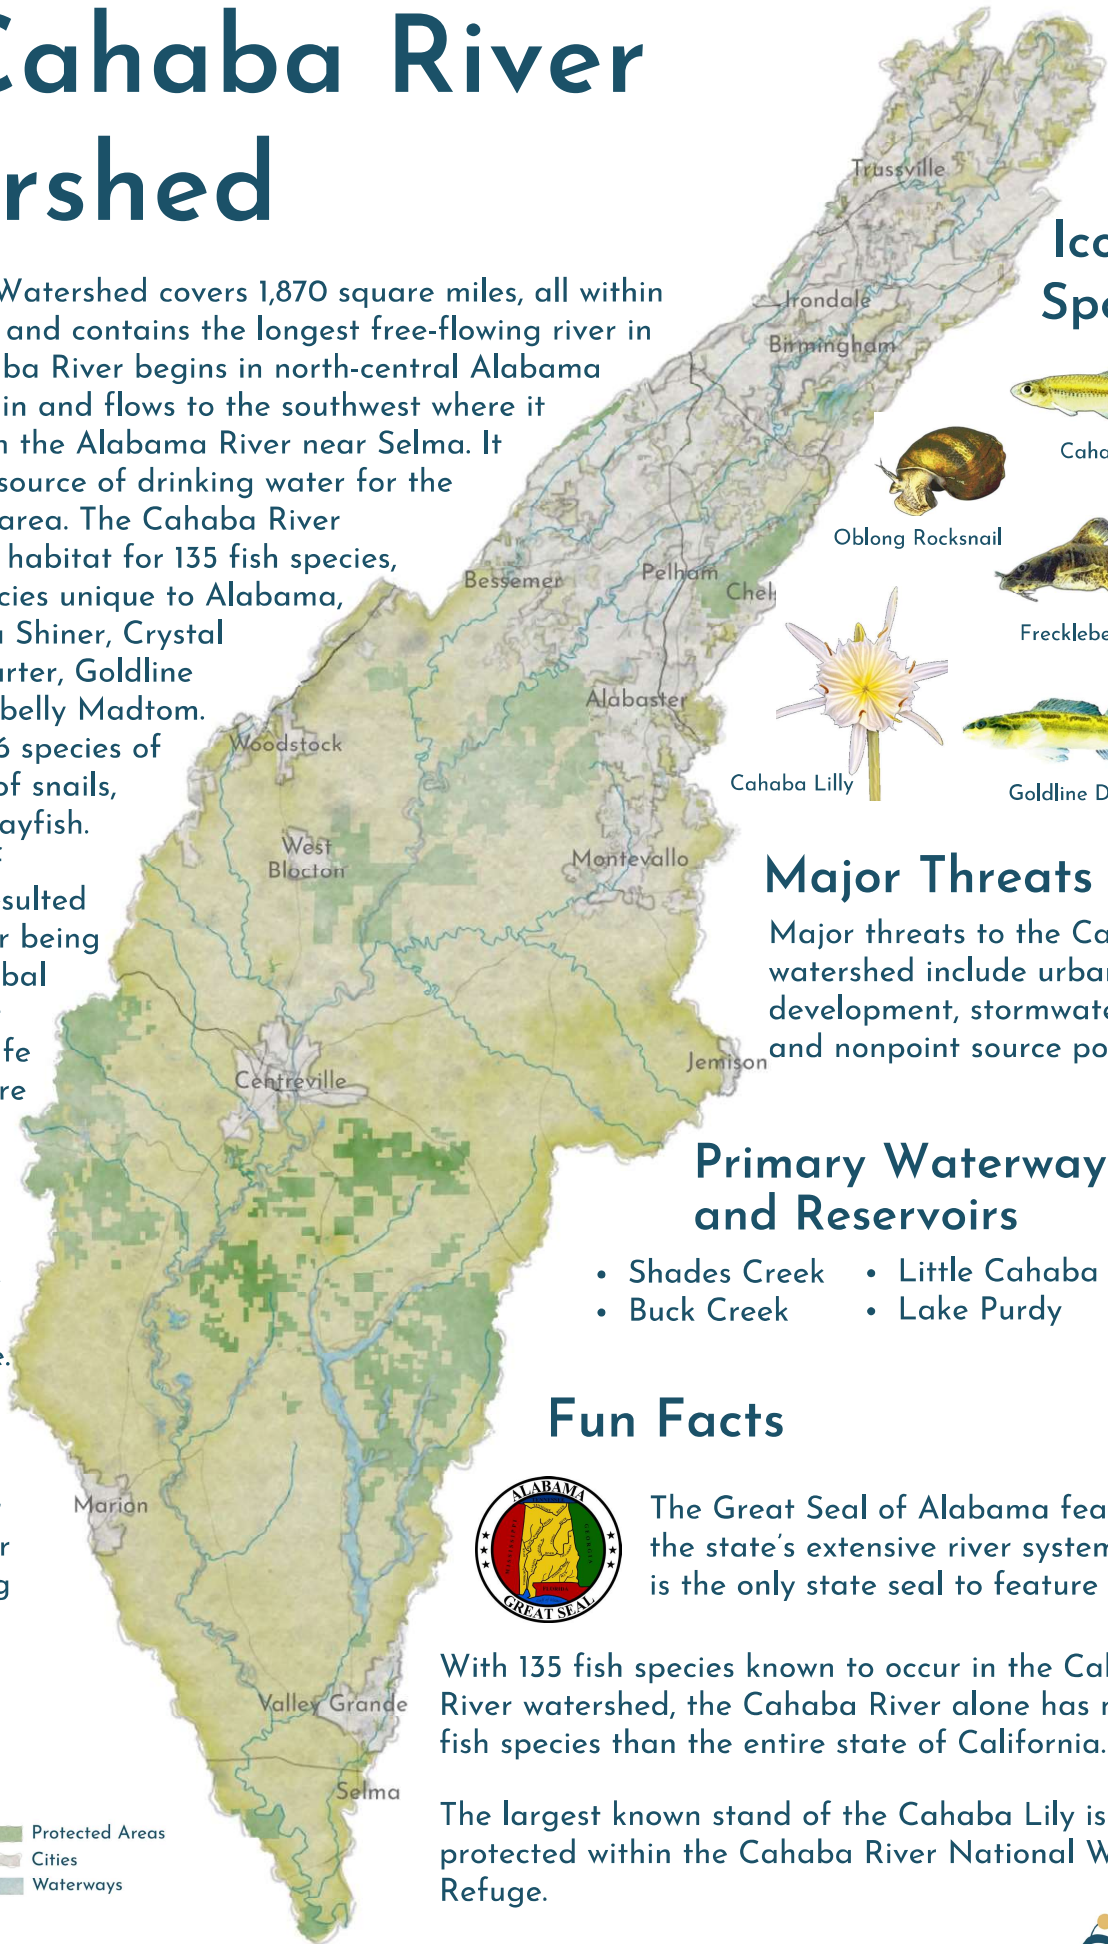 Cahaba River
rshed
Watershed covers 1,870 square miles, all within
and contains the longest free-flowing river in
ba River begins in north-central Alabama
in and flows to the southwest where it
the Alabama River near Selma. It
source of drinking water for the
area. The Cahaba River
habitat for 135 fish species,
cies unique to Alabama,
Shiner, Crystal
arter, Goldline
belly Madtom.
6 species of
of snails,
ayfish.
sulted
r being
bal
fe
re
e.
r
g
Trussville
Irondale
Birmingham
Bessemer
Pelham
Chel
Alabaster
Woodstock
West
Blocton
Montevallo
Jemison
Centreville
Marion
Valley Grande
Selma
Protected Areas
Cities
Waterways
Ico
Spe
Caha
Oblong Rocksnail
Frecklebe
Cahaba Lilly
Goldline D
Major Threats
Major threats to the Ca
watershed include urban
development, stormwate
and nonpoint source po
Primary Waterway
and Reservoirs
• Shades Creek
• Buck Creek
• Little Cahaba
• Lake Purdy
Fun Facts
ALABAMA
GREAT SEAL
The Great Seal of Alabama fea
the state's extensive river system
is the only state seal to feature
With 135 fish species known to occur in the Cah
River watershed, the Cahaba River alone has m
fish species than the entire state of California.
The largest known stand of the Cahaba Lily is
protected within the Cahaba River National W
Refuge.